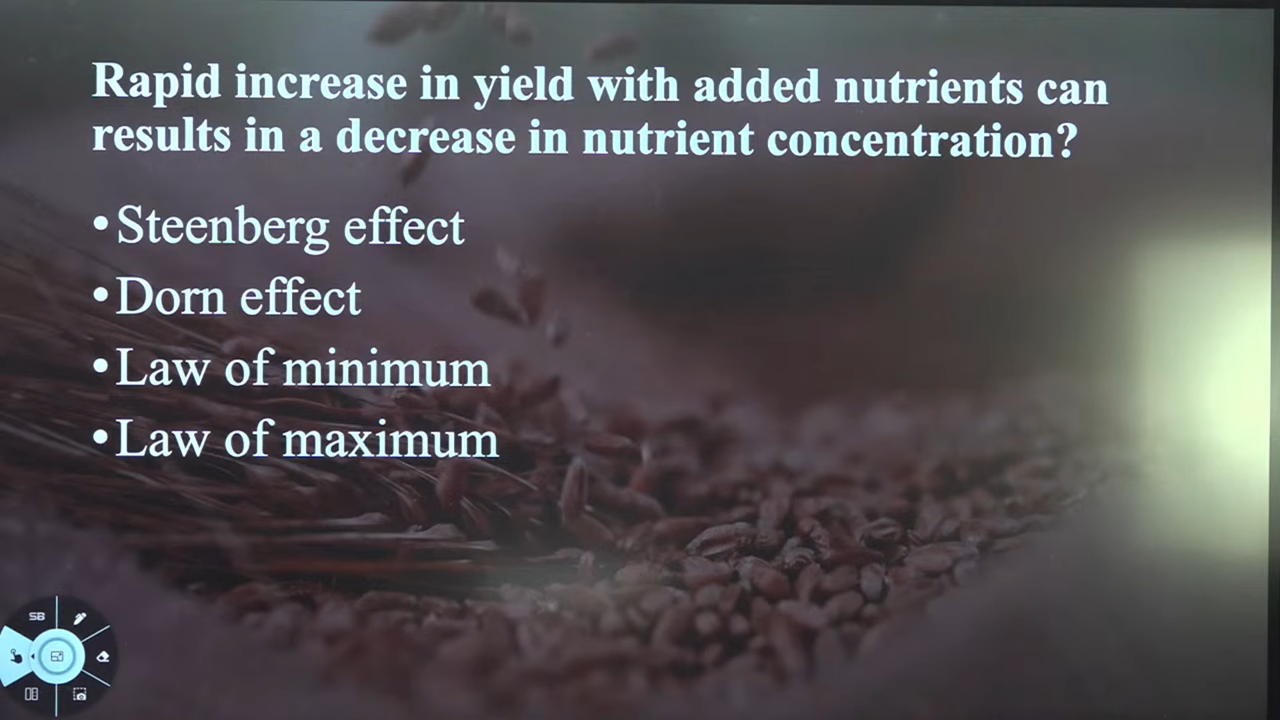 Rapid increase in yield with added nutrients can
results in a decrease in nutrient concentration?
•Steenberg effect
•Dorn effect
•Law of minimum
•Law of maximum
SB